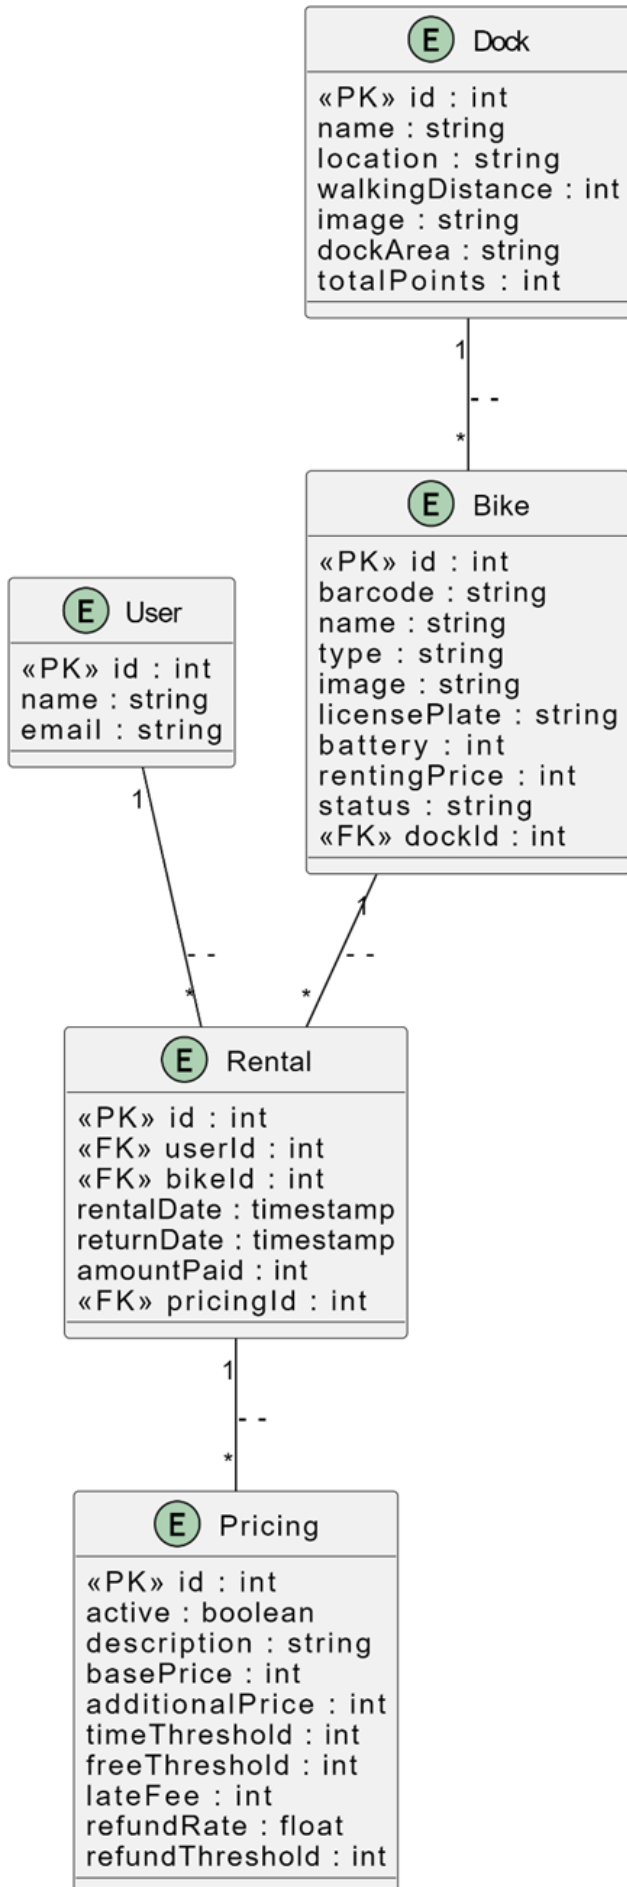 E Dock
«PK» id : int
name : string
location : string
walkingDistance : int
image : string
dockArea : string
totalPoints : int
1
- -
*
E Bike
«PK» id : int
barcode : string
name : string
type : string
image : string
licensePlate : string
battery : int
rentingPrice : int
status : string
«FK» dockId : int
E User
«PK» id : int
name : string
email : string
1
- -
*
1
- -
*
E Rental
«PK» id : int
«FK» userId : int
«FK» bikeId : int
rentalDate : timestamp
returnDate : timestamp
amountPaid : int
«FK» pricingId : int
1
- -
*
E Pricing
«PK» id : int
active : boolean
description : string
basePrice : int
additionalPrice : int
timeThreshold : int
freeThreshold : int
lateFee : int
refundRate : float
refundThreshold : int